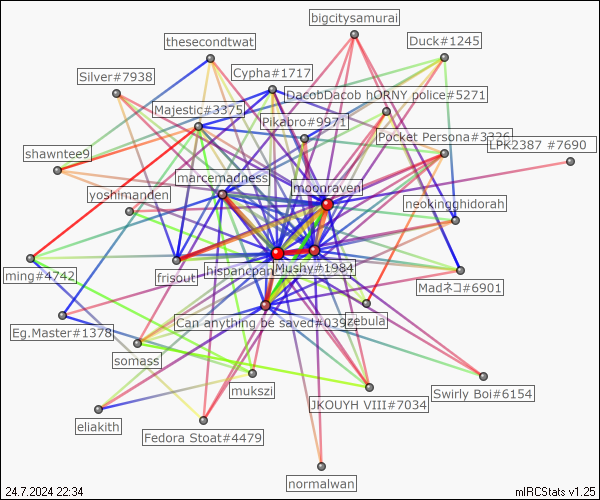 bigcitysamurai
thesecondtwat
Duck#1245
Silver#7938
Cypha#1717
DacobDacob hORNY police#5271
Majestic#3375
Pikabro#9971
Pocket Persona#3326
LPK2387 #7690
shawntee9
marcemadness
moonraven
yoshimanden
neokingghidorah
ming#4742
frisout
hispancpan
Mushy#1984
Madネコ#6901
Eg.Master#1378
Can anything be saved#039
zebula
somass
mukszi
JKOUYH VIII#7034
Swirly Boi#6154
eliakith
Fedora Stoat#4479
normalwan
24.7.2024 22:34
mIRCStats v1.25